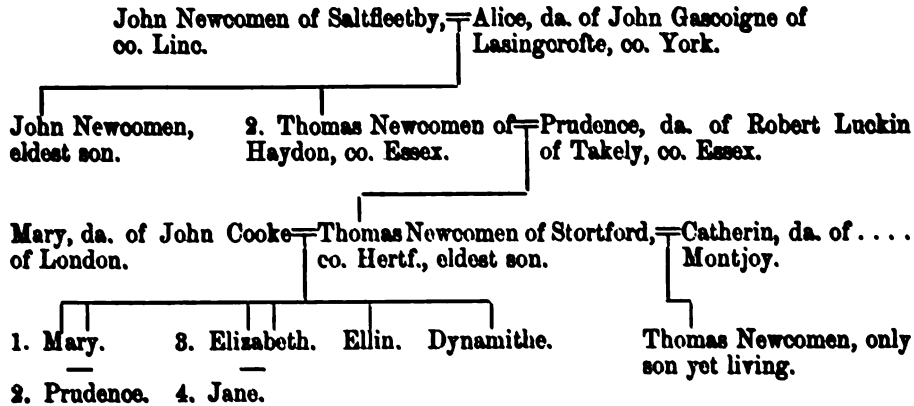 John Newcomen of Saltfleetby, Alice, da. of John Gascoigne of
co. Linc. Lasingcrofte, co. York.
John Newcomen, 2. Thomas Newcomen of Prudence, da. of Robert Luckin
eldest son. Haydon, co. Essex. of Takely, co. Essex.
Mary, da. of John Cooke Thomas Newcomen of Stortford, Catherin, da. of . . . .
of London. co. Hertf., eldest son. Montjoy.
1. Mary. 3. Elizabeth. Ellin. Dynamithe. Thomas Newcomen, only
son yet living.
2. Prudence. 4. Jane.